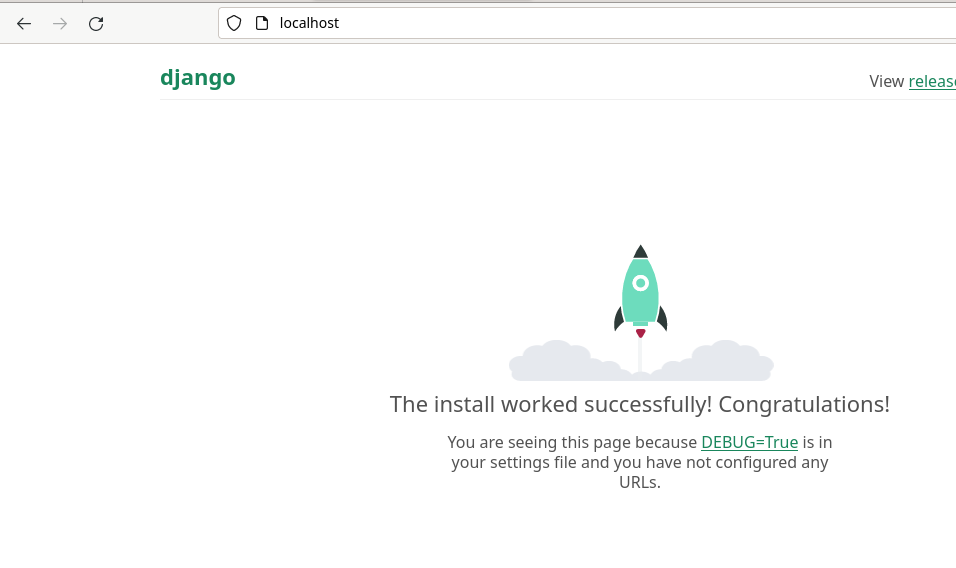 localhost
django
View
The install worked successfully! Congratulations!
You are seeing this page because DEBUG=True is in
your settings file and you have not configured any
URLs.